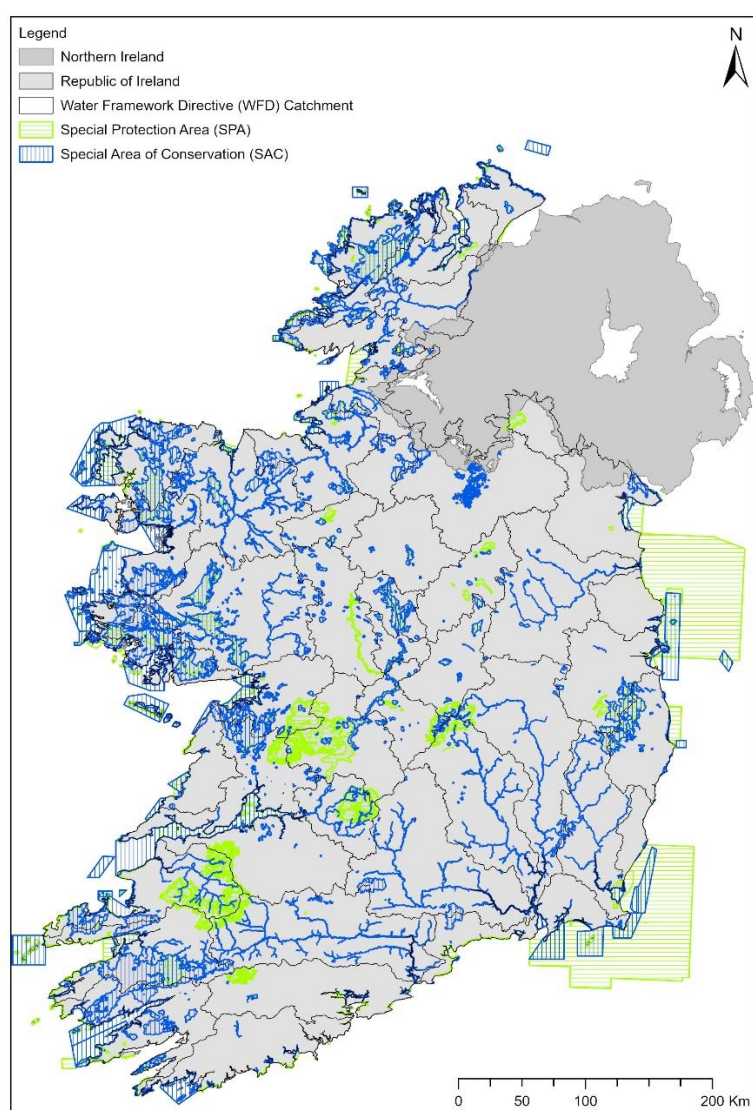 Legend
Northern Ireland
Republic of Ireland
Water Framework Directive (WFD) Catchment
Special Protection Area (SPA)
Special Area of Conservation (SAC)
N
0 50 100 200 Km